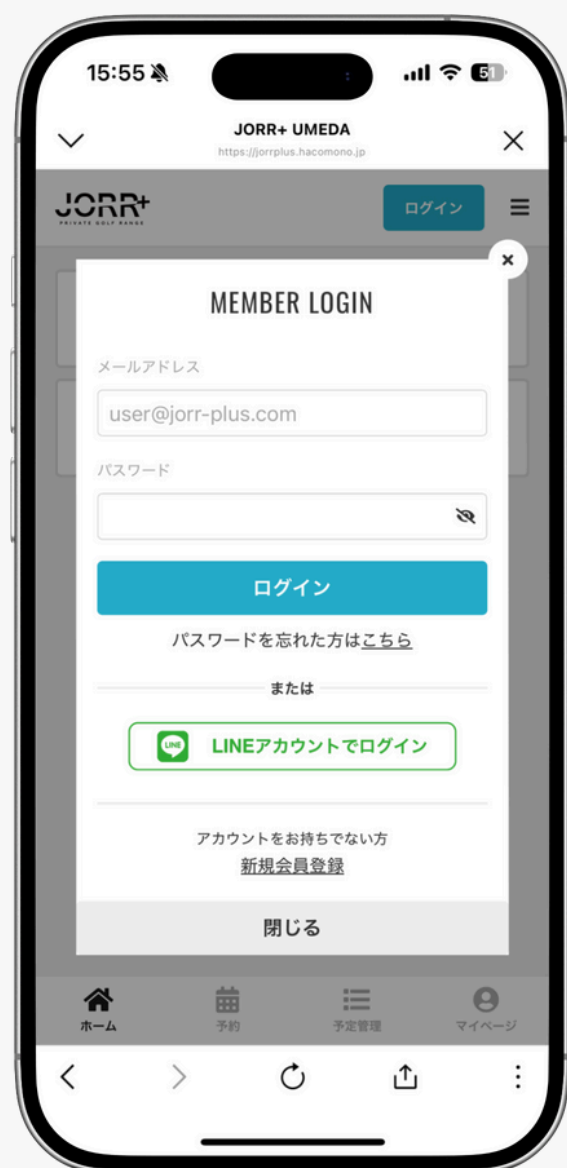 15:55
51
JORR+ UMEDA
https://jorrplus.hacomono.jp
JORR+
PRIVATE GOLF RANGE
ログイン
MEMBER LOGIN
メールアドレス
user@jorr-plus.com
パスワード
ログイン
パスワードを忘れた方はこちら
または
LINE
LINEアカウントでログイン
アカウントをお持ちでない方
新規会員登録
閉じる
ホーム
予約
予定管理
マイページ